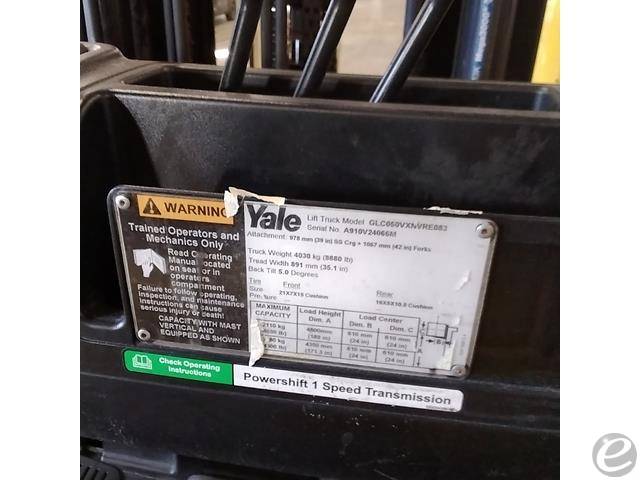 WARNING
Trained Operators and
Mechanics Only
Read Operating
Manual located
on seat or
in operators
compartment
Failure to follow operating,
inspection, and maintenance
instructions can cause
serious injury or death!
CAPACITY WITH MAST
VERTICAL AND
EQUIPPED AS SHOWN
Yale
Lift Truck Model GLC050VXNVRE083
Serial No. A910V24066M
Attachment: 978 mm (39 in) SS Crg + 1067 mm (42 in) Forks
Truck Weight 4030 kg (8880 lb)
Tread Width 891 mm (35.1 in)
Back Tilt 5.0 Degrees
Tire Front Rear
Size 21X7X15 Cushion 16X5X10.5 Cushion
MAXIMUM CAPACITY Load Height Dim. A Load Center Dim. B Dim. C
2110 kg 610 mm 610 mm
(24 in) (24 in)
4350 mm 610 mm 610 mm
(171.3 in) (24 in) (24 in)
Check Operating
Instructions
Powershift 1 Speed Transmission